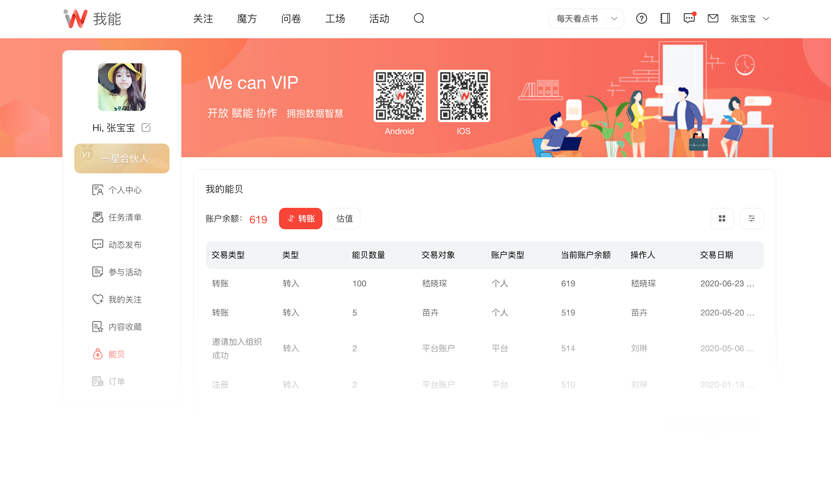 我能
关注 魔方 问卷 工场 活动
每天看点书
张宝宝
We can VIP
开放 赋能 协作 拥抱数据智慧
Android IOS
Hi, 张宝宝
V1 一星合伙人
个人中心
任务清单
动态发布
参与活动
我的关注
内容收藏
能贝
订单
我的能贝
账户余额: 619 转账 估值
交易类型 类型 能贝数量 交易对象 账户类型 当前账户余额 操作人 交易日期
转账 转入 100 嵇晓琛 个人 619 嵇晓琛 2020-06-23 ...
转账 转入 5 苗卉 个人 519 苗卉 2020-05-20 ...
邀请加入组织
成功 转入 2 平台账户 平台 514 刘琳 2020-05-06 ...
注册 转入 2 平台账户 平台 510 刘琳 2020-01-19 ...